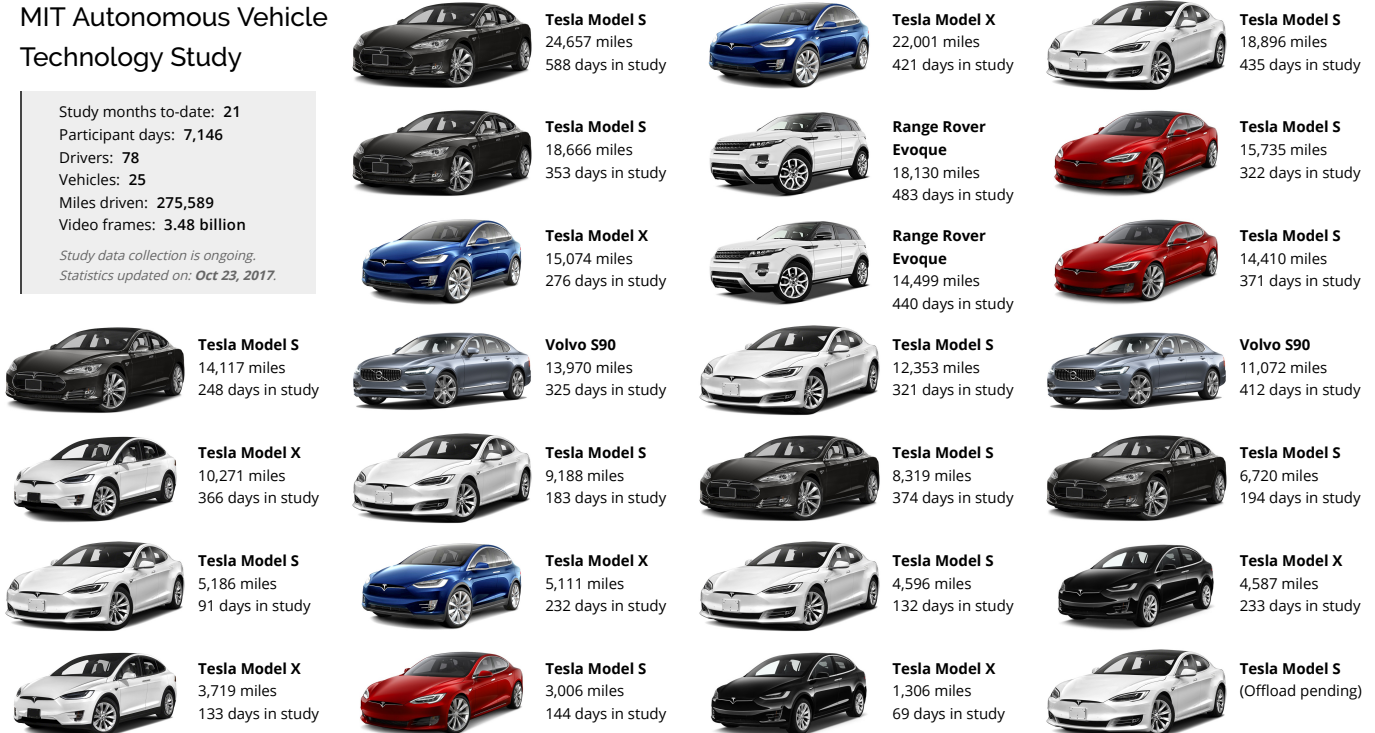 MIT Autonomous Vehicle
Technology Study
Study months to-date: 21
Participant days: 7,146
Drivers: 78
Vehicles: 25
Miles driven: 275,589
Video frames: 3.48 billion
Study data collection is ongoing.
Statistics updated on: Oct 23, 2017.
Tesla Model S
24,657 miles
588 days in study
Tesla Model X
22,001 miles
421 days in study
Tesla Model S
18,896 miles
435 days in study
Tesla Model S
18,666 miles
353 days in study
Range Rover
Evoque
18,130 miles
483 days in study
Tesla Model S
15,735 miles
322 days in study
Tesla Model X
15,074 miles
276 days in study
Range Rover
Evoque
14,499 miles
440 days in study
Tesla Model S
14,410 miles
371 days in study
Tesla Model S
14,117 miles
248 days in study
Volvo S90
13,970 miles
325 days in study
Tesla Model S
12,353 miles
321 days in study
Volvo S90
11,072 miles
412 days in study
Tesla Model X
10,271 miles
366 days in study
Tesla Model S
9,188 miles
183 days in study
Tesla Model S
8,319 miles
374 days in study
Tesla Model S
6,720 miles
194 days in study
Tesla Model S
5,186 miles
91 days in study
Tesla Model X
5,111 miles
232 days in study
Tesla Model S
4,596 miles
132 days in study
Tesla Model X
4,587 miles
233 days in study
Tesla Model X
3,719 miles
133 days in study
Tesla Model S
3,006 miles
144 days in study
Tesla Model X
1,306 miles
69 days in study
Tesla Model S
(Offload pending)